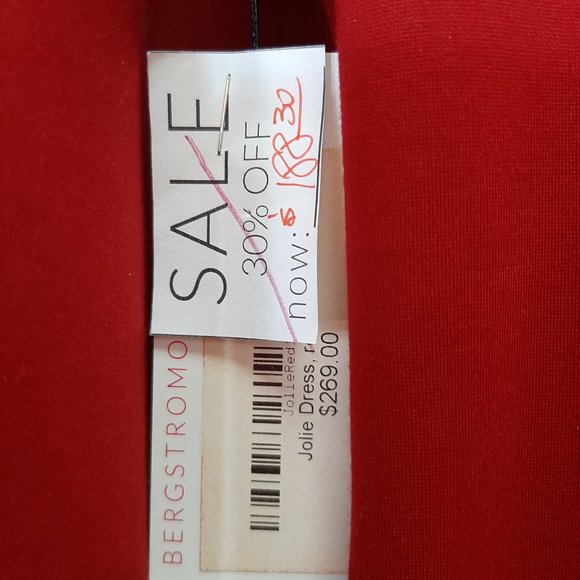 SALE
30% OFF
now: $ 188 30
BERGSTROMO
JolieRed
Jolie Dress, r
$269.00